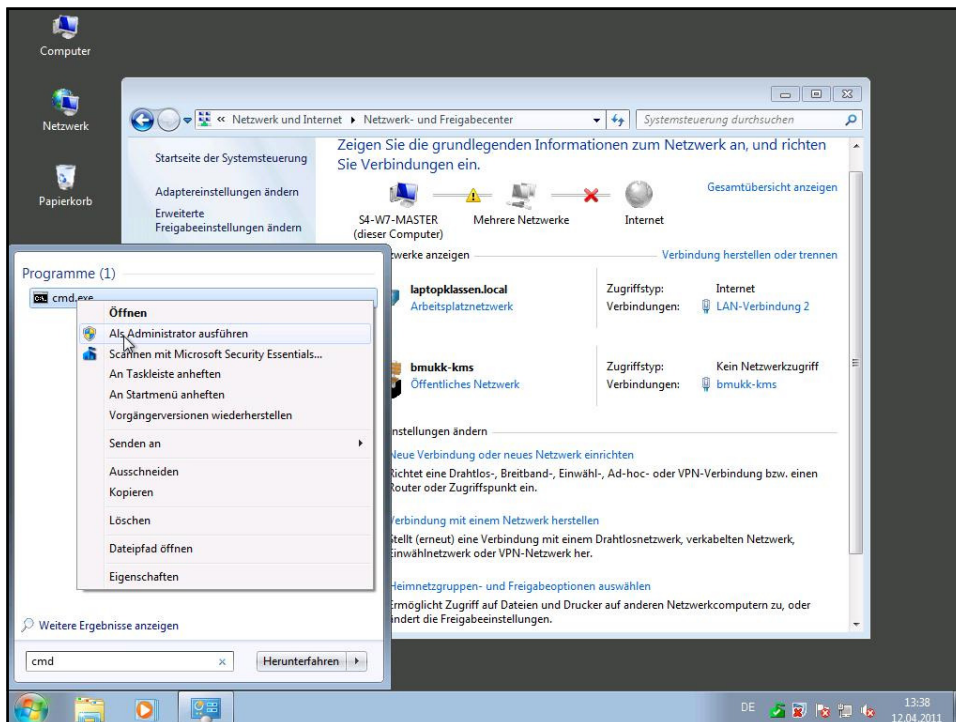 Computer
Netzwerk
Papierkorb
« Netzwerk und Internet ▸ Netzwerk- und Freigabecenter
Systemsteuerung durchsuchen
Startseite der Systemsteuerung
Adaptereinstellungen ändern
Erweiterte
Freigabeeinstellungen ändern
Zeigen Sie die grundlegenden Informationen zum Netzwerk an, und richten
Sie Verbindungen ein.
Gesamtübersicht anzeigen
S4-W7-MASTER
(dieser Computer)
Mehrere Netzwerke
Internet
zwerke anzeigen
Verbindung herstellen oder trennen
laptopklassen.local
Arbeitsplatznetzwerk
Zugriffstyp: Internet
Verbindungen: LAN-Verbindung 2
bmukk-kms
Öffentliches Netzwerk
Zugriffstyp: Kein Netzwerkzugriff
Verbindungen: bmukk-kms
nstellungen ändern
Neue Verbindung oder neues Netzwerk einrichten
Richtet eine Drahtlos-, Breitband-, Einwähl-, Ad-hoc- oder VPN-Verbindung bzw. einen
Router oder Zugriffspunkt ein.
Verbindung mit einem Netzwerk herstellen
Stellt (erneut) eine Verbindung mit einem Drahtlosnetzwerk, verkabelten Netzwerk,
Einwählnetzwerk oder VPN-Netzwerk her.
Heimnetzgruppen- und Freigabeoptionen auswählen
Ermöglicht Zugriff auf Dateien und Drucker auf anderen Netzwerkcomputern zu, oder
ändert die Freigabeeinstellungen.
Programme (1)
cmd.exe
Öffnen
Als Administrator ausführen
Scannen mit Microsoft Security Essentials...
An Taskleiste anheften
An Startmenü anheften
Vorgängerversionen wiederherstellen
Senden an
Ausschneiden
Kopieren
Löschen
Dateipfad öffnen
Eigenschaften
Weitere Ergebnisse anzeigen
cmd
Herunterfahren
DE
13:38
12.04.2011